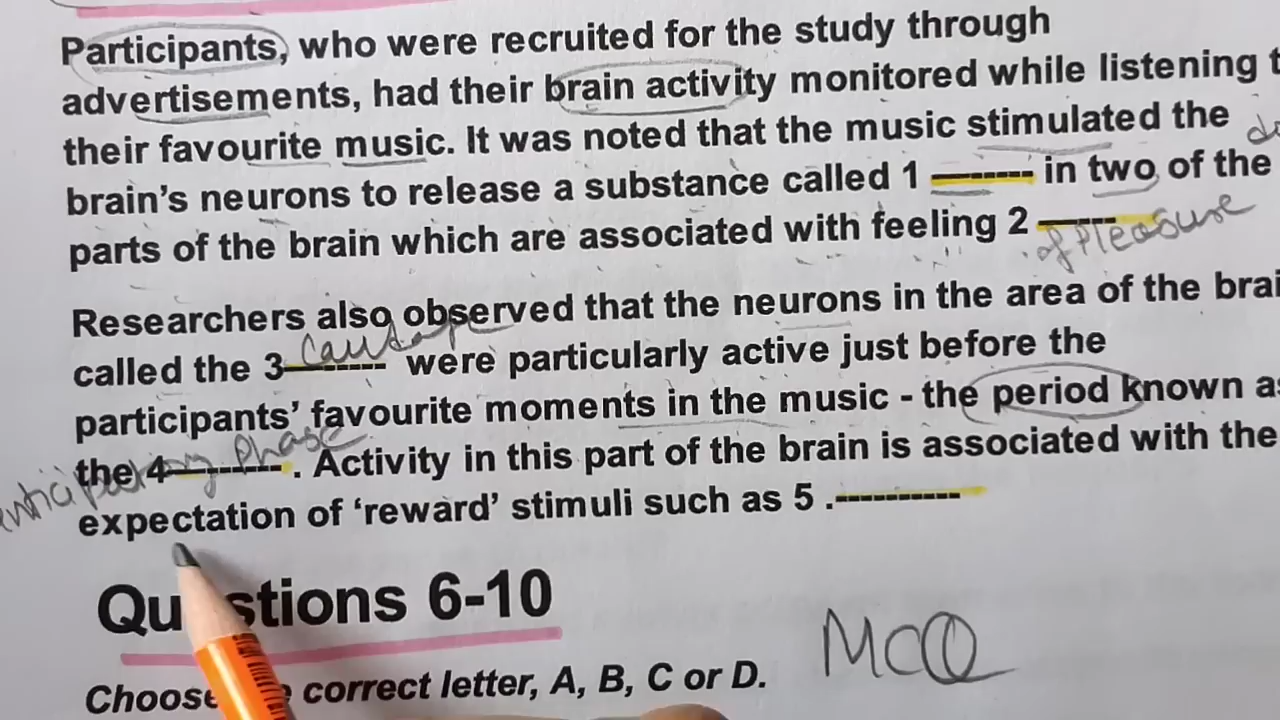 Participants, who were recruited for the study through
advertisements, had their brain activity monitored while listening t
their favourite music. It was noted that the music stimulated the
brain's neurons to release a substance called 1 -------- in two of the
parts of the brain which are associated with feeling 2 ------
of pleasure
Researchers also observed that the neurons in the area of the brai
called the 3-------- were particularly active just before the
participants' favourite moments in the music - the period known as
the 4--------- . Activity in this part of the brain is associated with the
anticipating phase
expectation of 'reward' stimuli such as 5 .----------
Questions 6-10
MCQ
Choose correct letter, A, B, C or D.